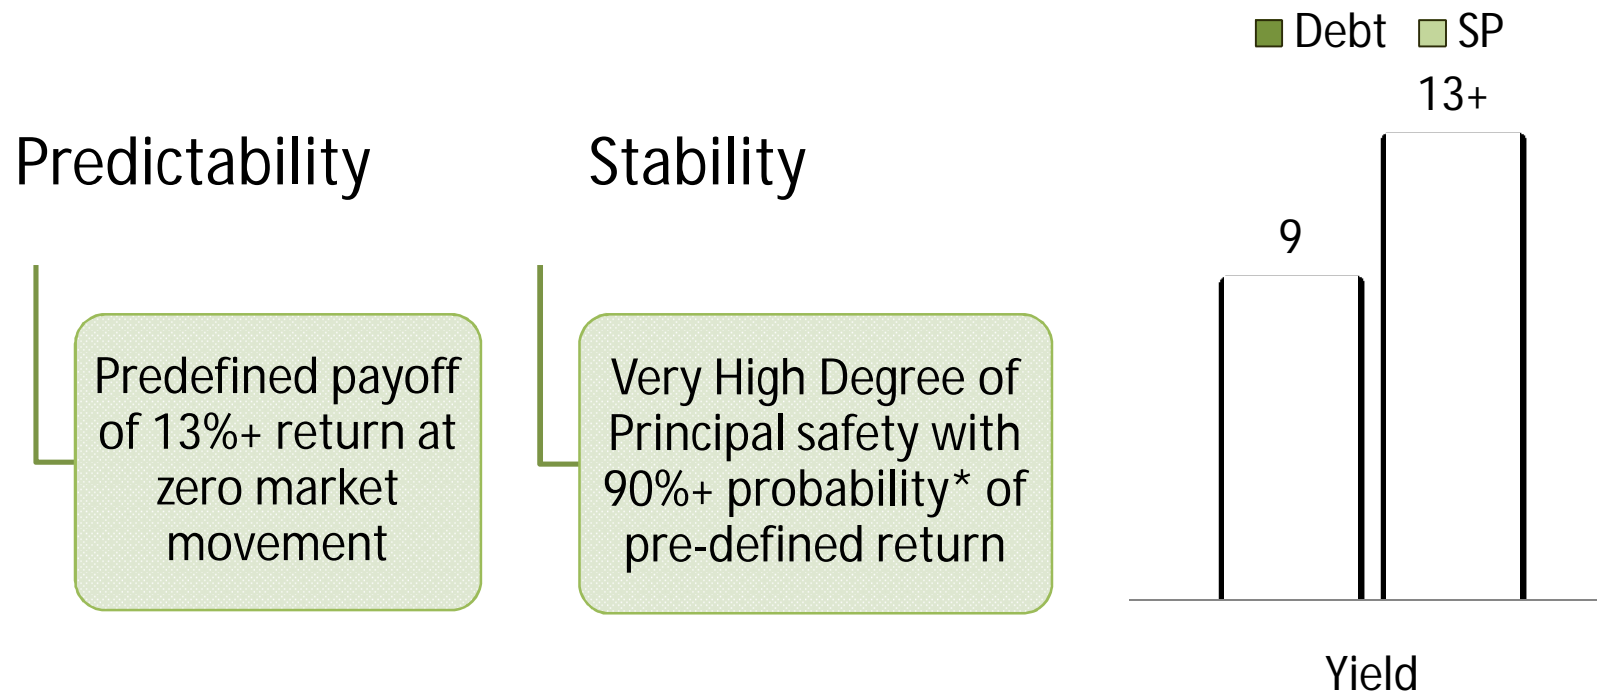 Predictability
Predefined payoff
of 13%+ return at
zero market
movement
Stability
Very High Degree of
Principal safety with
90%+ probability* of
pre-defined return
Debt SP
13+
9
Yield